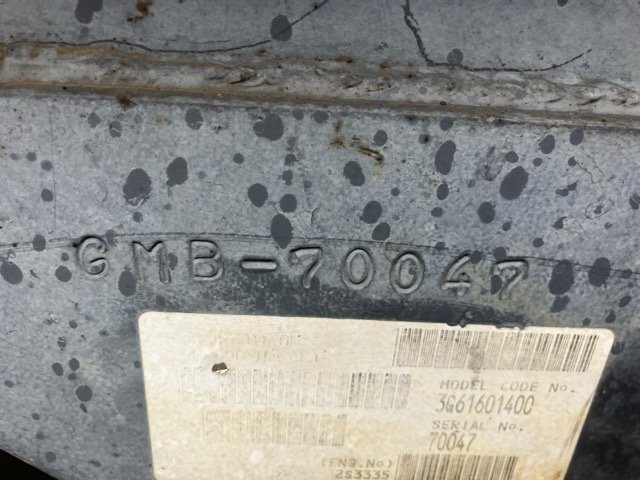 GMB-70047
MODEL CODE No.
3G61601400
SERIAL No.
70047
(ENG.No)
2S3335